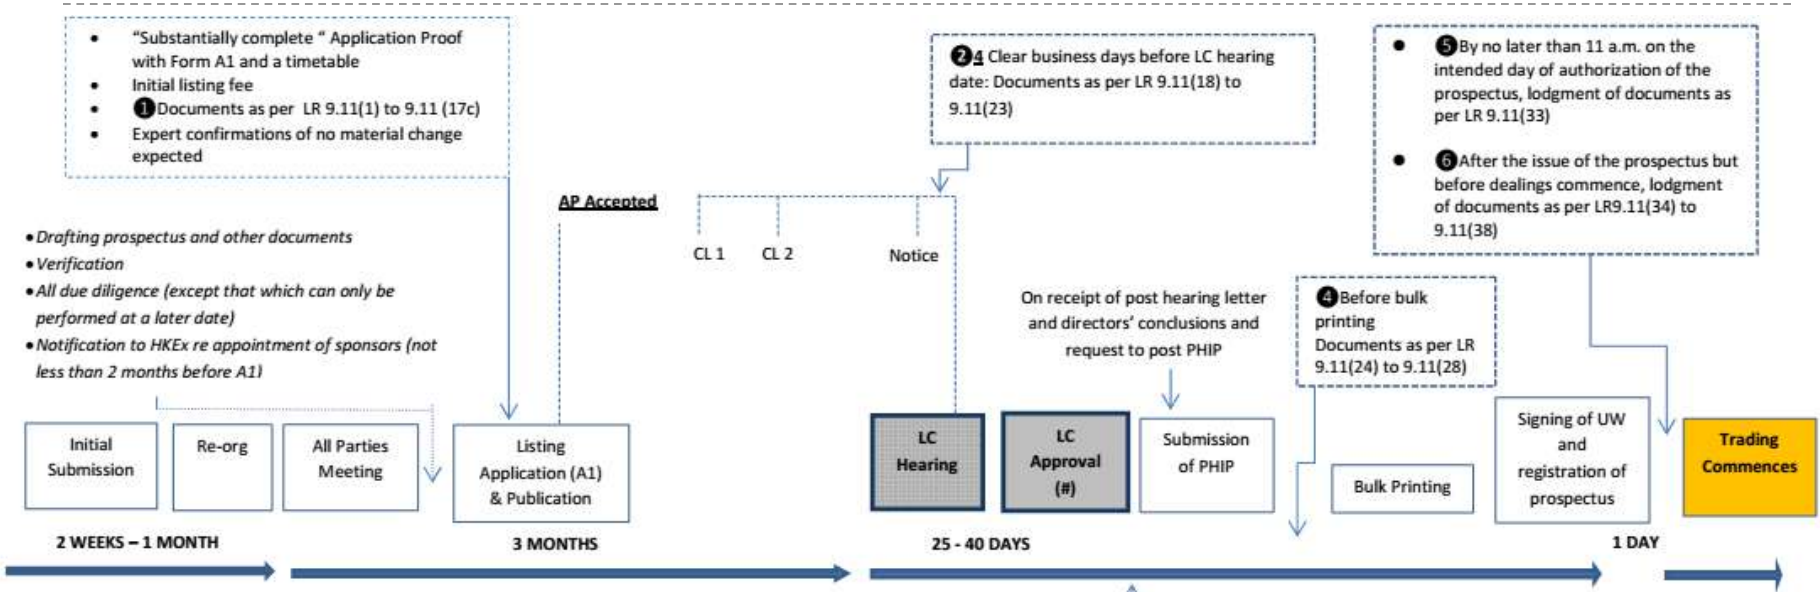 • "Substantially complete " Application Proof
with Form A1 and a timetable
• Initial listing fee
• ❶Documents as per LR 9.11(1) to 9.11 (17c)
• Expert confirmations of no material change
expected
❷4 Clear business days before LC hearing
date: Documents as per LR 9.11(18) to
9.11(23)
• ❺By no later than 11 a.m. on the
intended day of authorization of the
prospectus, lodgment of documents as
per LR 9.11(33)
• ❻After the issue of the prospectus but
before dealings commence, lodgment
of documents as per LR9.11(34) to
9.11(38)
AP Accepted
CL 1
CL 2
Notice
• Drafting prospectus and other documents
• Verification
• All due diligence (except that which can only be
performed at a later date)
• Notification to HKEx re appointment of sponsors (not
less than 2 months before A1)
On receipt of post hearing letter
and directors' conclusions and
request to post PHIP
❹Before bulk
printing
Documents as per LR
9.11(24) to 9.11(28)
Initial
Submission
Re-org
All Parties
Meeting
Listing
Application (A1)
& Publication
LC
Hearing
LC
Approval
(#)
Submission
of PHIP
Bulk Printing
Signing of UW
and
registration of
prospectus
Trading
Commences
2 WEEKS – 1 MONTH
3 MONTHS
25 - 40 DAYS
1 DAY